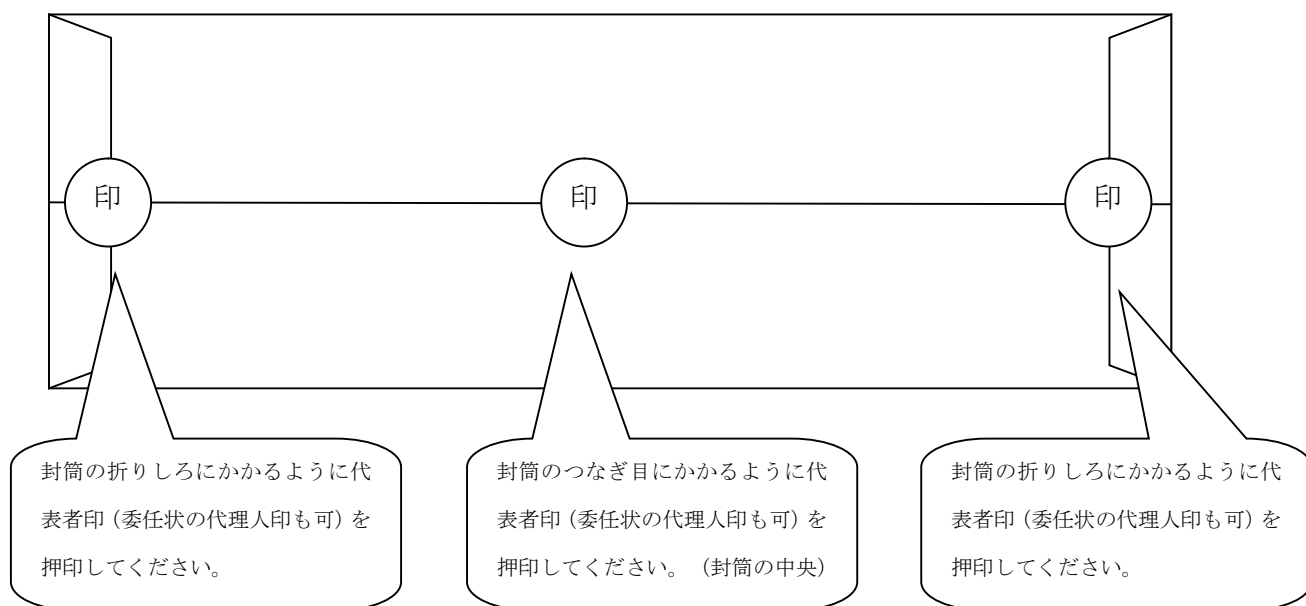 印
印
印
封筒の折りしろにかかるように代
表者印（委任状の代理人印も可）を
押印してください。
封筒のつなぎ目にかかるように代
表者印（委任状の代理人印も可）を
押印してください。（封筒の中央）
封筒の折りしろにかかるように代
表者印（委任状の代理人印も可）を
押印してください。